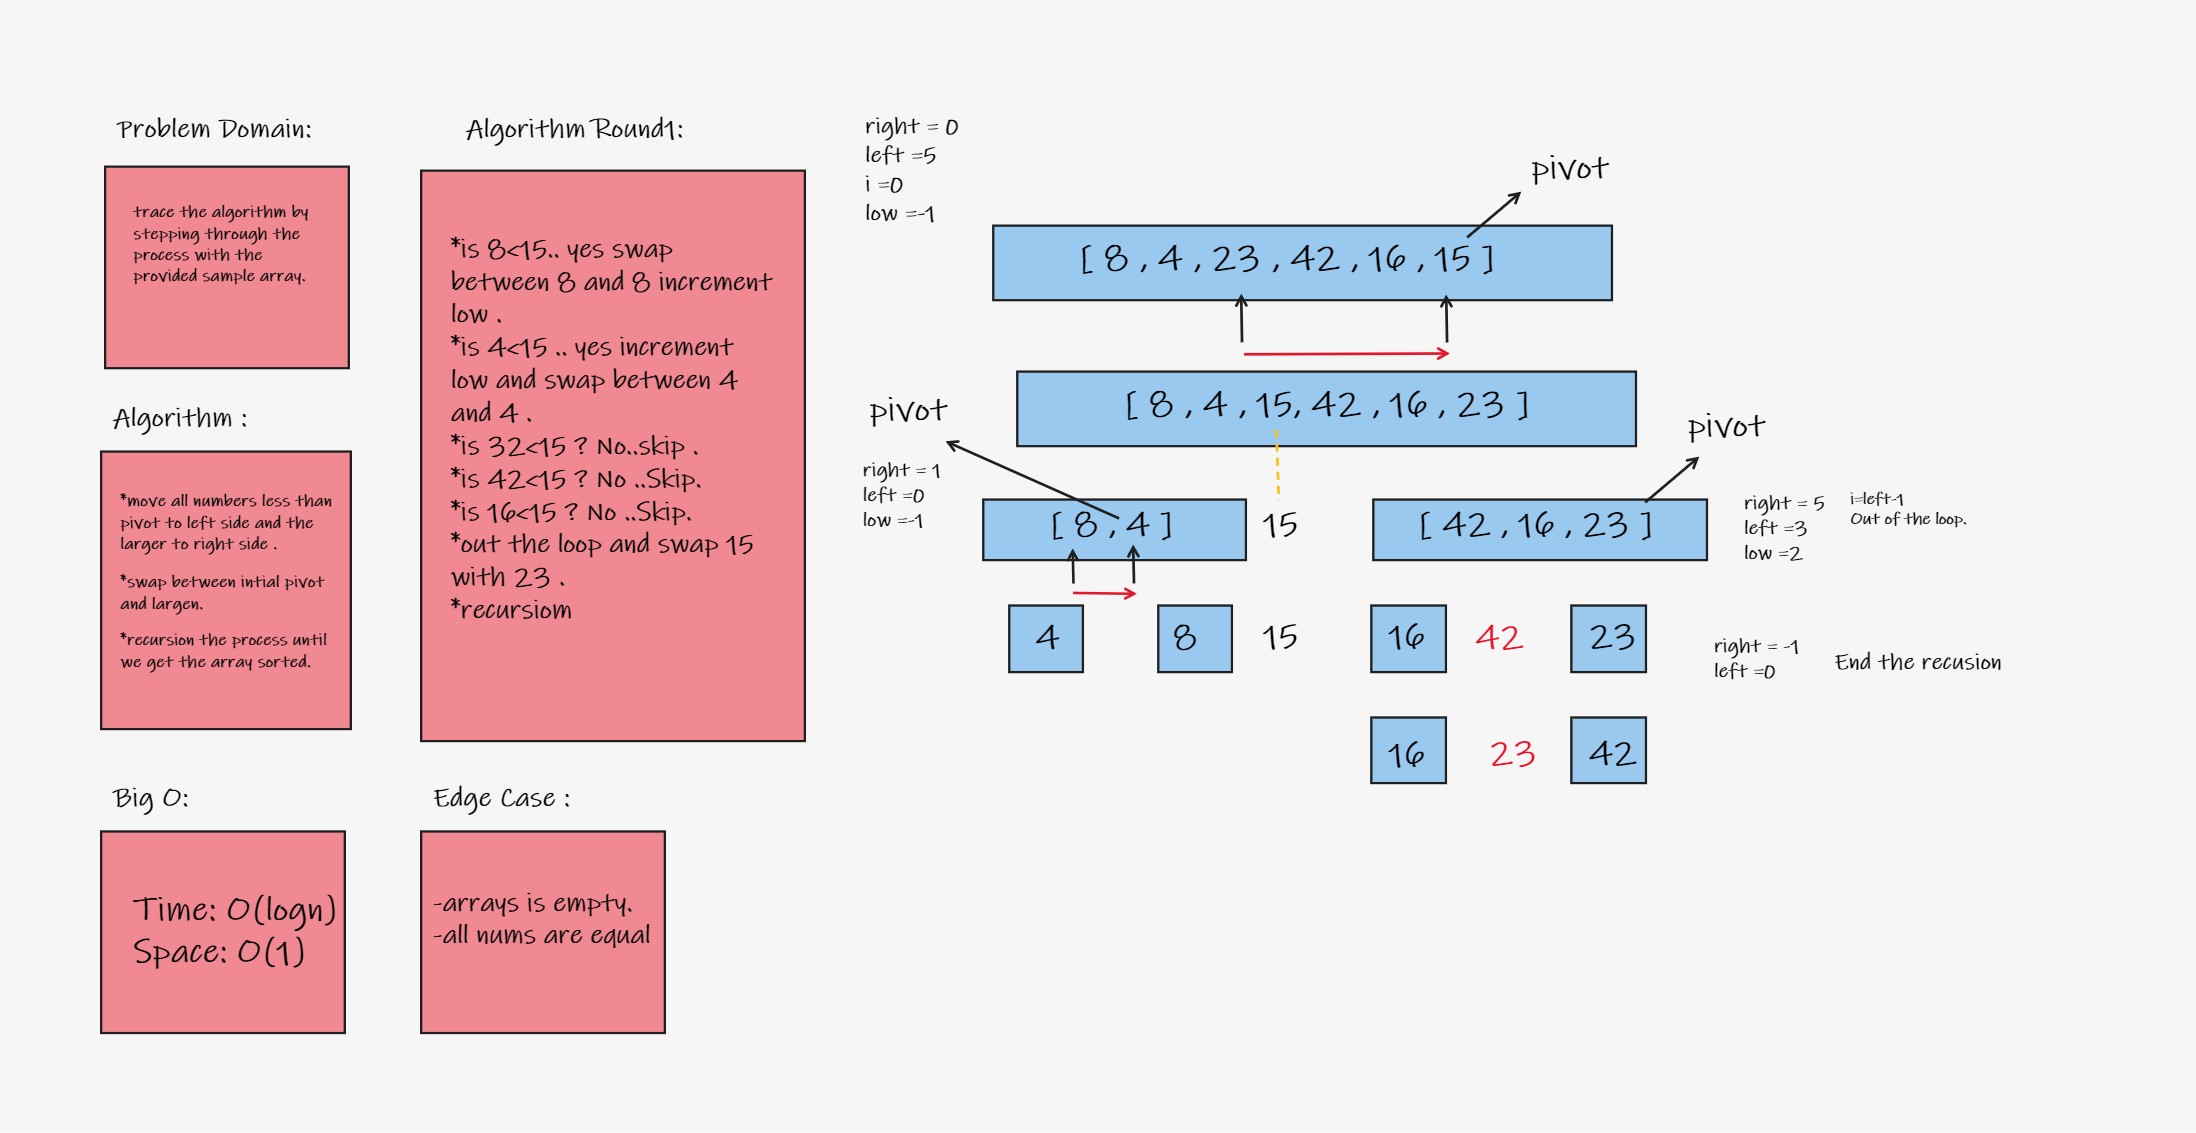 Problem Domain:
trace the algorithm by
stepping through the
process with the
provided sample array.
Algorithm :
*move all numbers less than
pivot to left side and the
larger to right side .
*swap between intial pivot
and largen.
*recursion the process until
we get the array sorted.
Big O:
Time: O(logn)
Space: O(1)
Algorithm Round1:
*is 8<15.. yes swap
between 8 and 8 increment
low .
*is 4<15 .. yes increment
low and swap between 4
and 4 .
*is 32<15 ? No..skip .
*is 42<15 ? No ..Skip.
*is 16<15 ? No ..Skip.
*out the loop and swap 15
with 23 .
*recursiom
Edge Case :
-arrays is empty.
-all nums are equal
right = 0
left =5
i =0
low =-1
pivot
[ 8 , 4 , 23 , 42 , 16 , 15 ]
[ 8 , 4 , 15, 42 , 16 , 23 ]
pivot
pivot
right = 1
left =0
low =-1
[ 8 , 4 ]
15
[ 42 , 16 , 23 ]
right = 5
left =3
low =2
i=left-1
Out of the loop.
4
8
15
16
42
23
right = -1
left =0
End the recusion
16
23
42